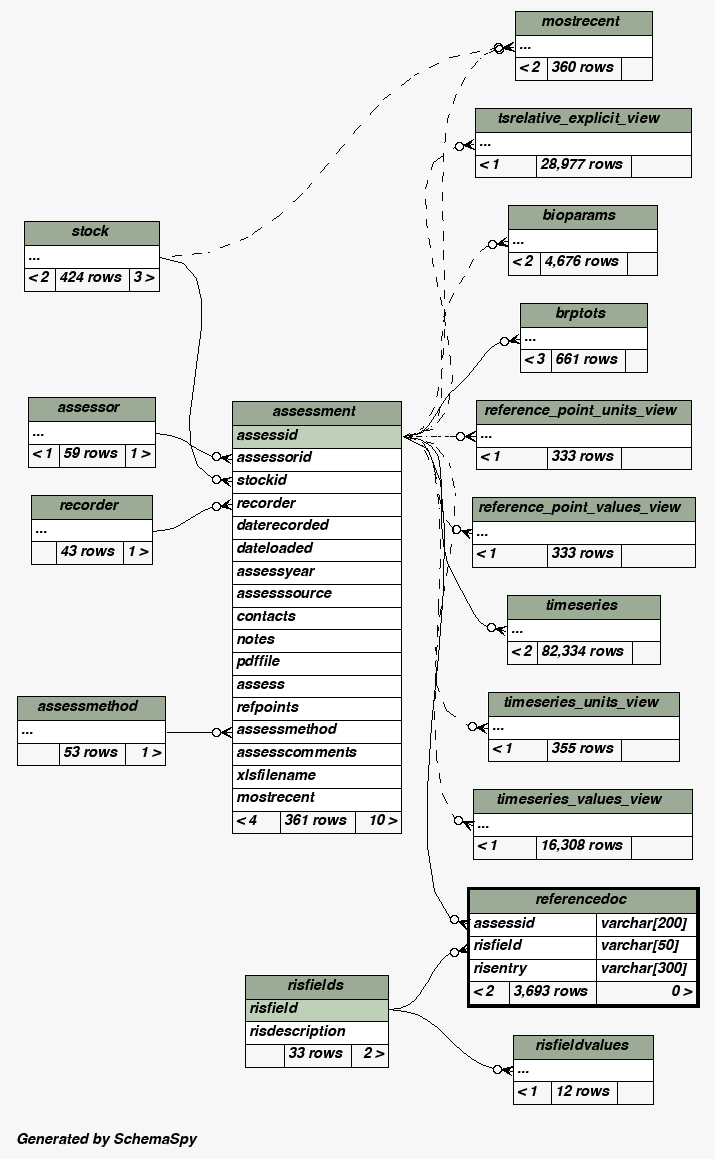 mostrecent
...
< 2 360 rows
tsrelative_explicit_view
...
< 1 28,977 rows
bioparams
...
< 2 4,676 rows
stock
...
< 2 424 rows 3 >
brptots
...
< 3 661 rows
assessor
...
< 1 59 rows 1 >
recorder
...
43 rows 1 >
assessmethod
...
53 rows 1 >
assessment
assessid
assessorid
stockid
recorder
daterecorded
dateloaded
assessyear
assesssource
contacts
notes
pdffile
assess
refpoints
assessmethod
assesscomments
xlsfilename
mostrecent
< 4 361 rows 10 >
reference_point_units_view
...
< 1 333 rows
reference_point_values_view
...
< 1 333 rows
timeseries
...
< 2 82,334 rows
timeseries_units_view
...
< 1 355 rows
timeseries_values_view
...
< 1 16,308 rows
referencedoc
assessid varchar[200]
risfield varchar[50]
risentry varchar[300]
< 2 3,693 rows 0 >
risfields
risfield
risdescription
33 rows 2 >
risfieldvalues
...
< 1 12 rows
Generated by SchemaSpy